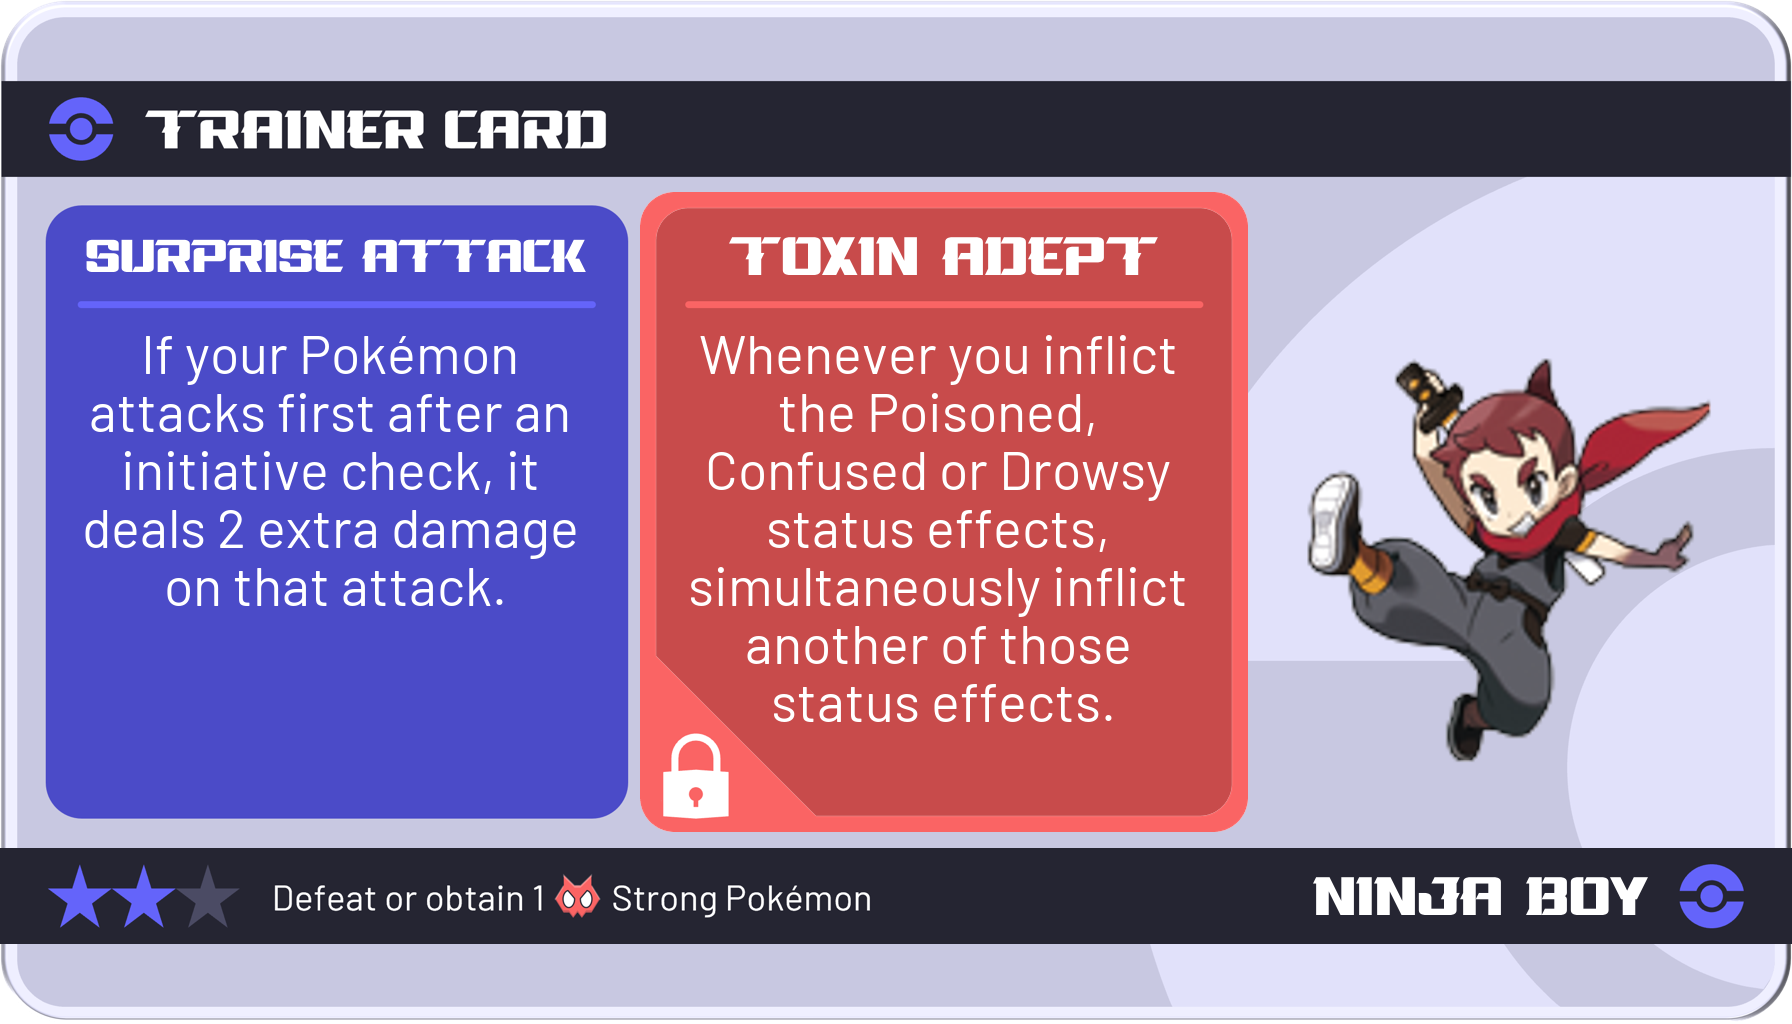 TRAINER CARD
SURPRISE ATTACK
If your Pokémon
attacks first after an
initiative check, it
deals 2 extra damage
on that attack.
TOXIN ADEPT
Whenever you inflict
the Poisoned,
Confused or Drowsy
status effects,
simultaneously inflict
another of those
status effects.
Defeat or obtain 1 Strong Pokémon
NINJA BOY